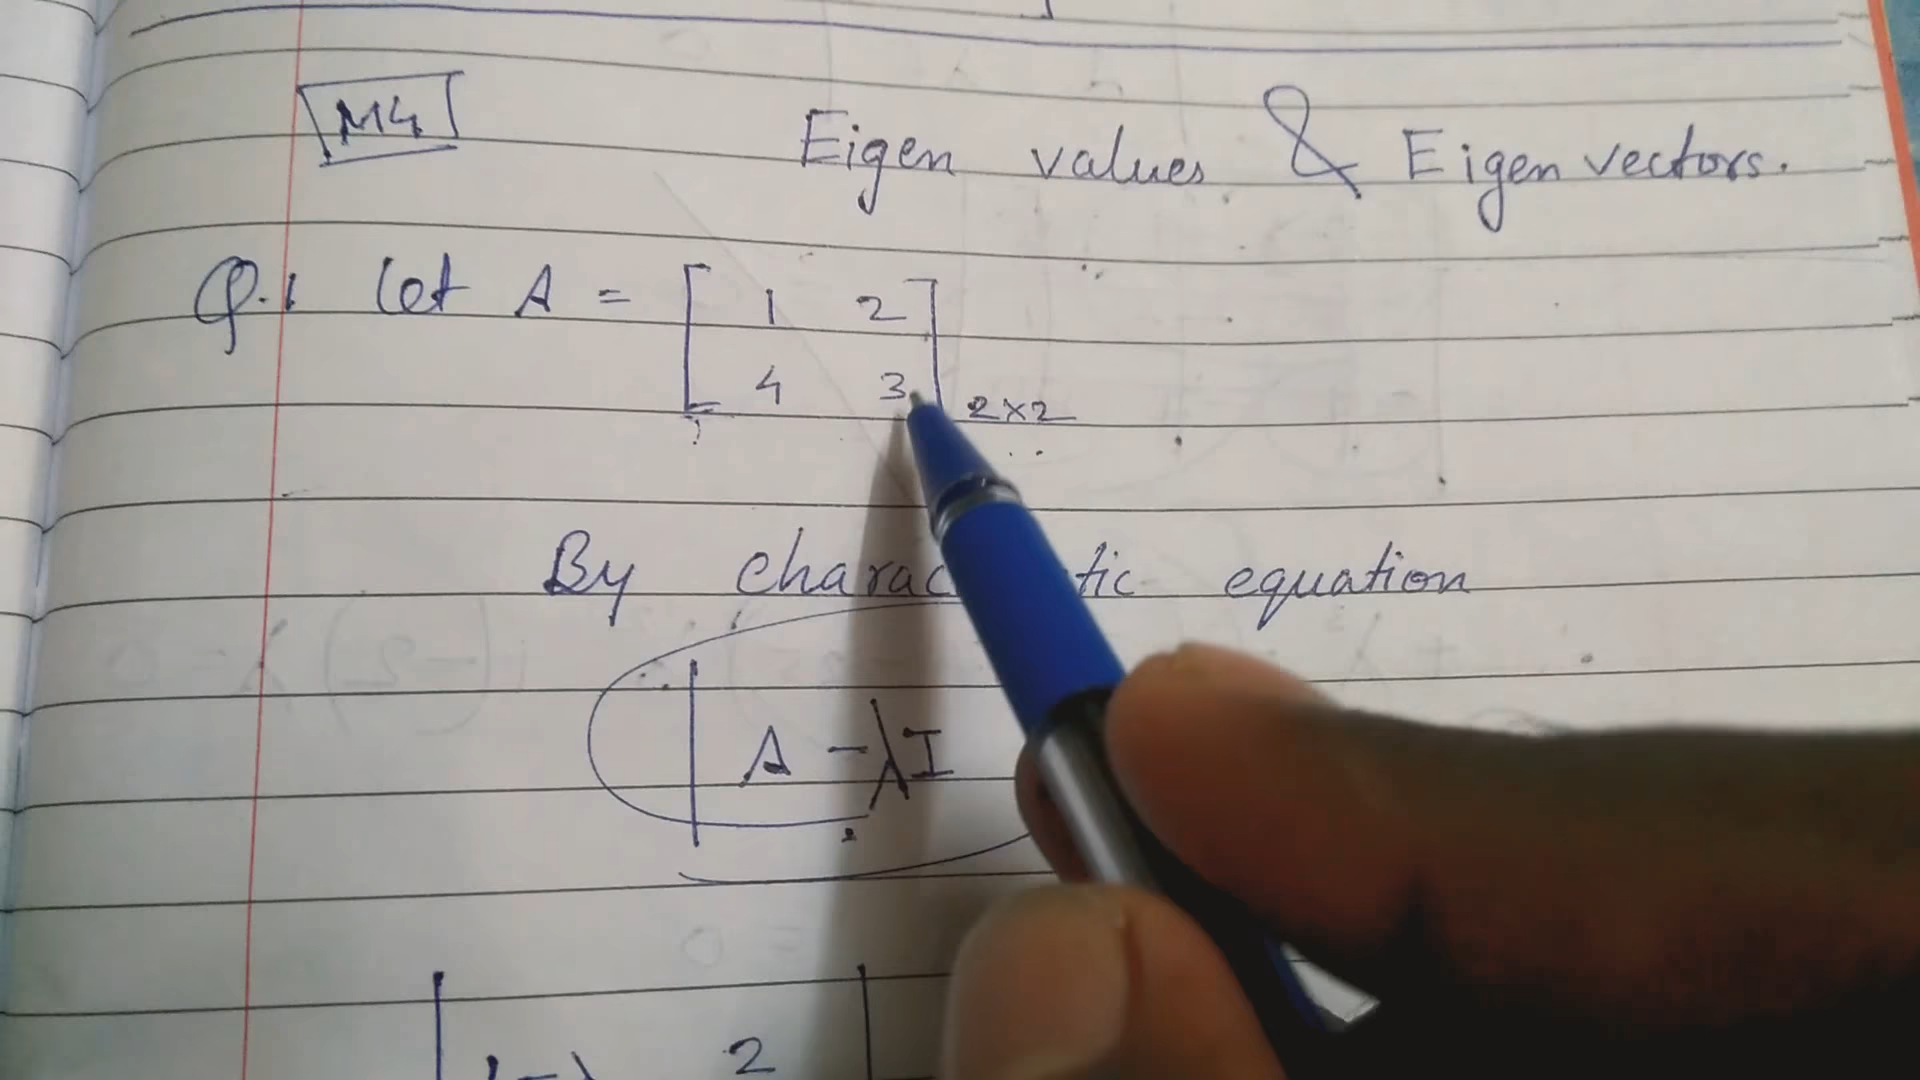 M4
Eigen values & Eigen vectors.
Q.1 let A = [ 1 2
4 3 ] 2×2
By charac tic equation
| A - λI
| 1-λ 2 |